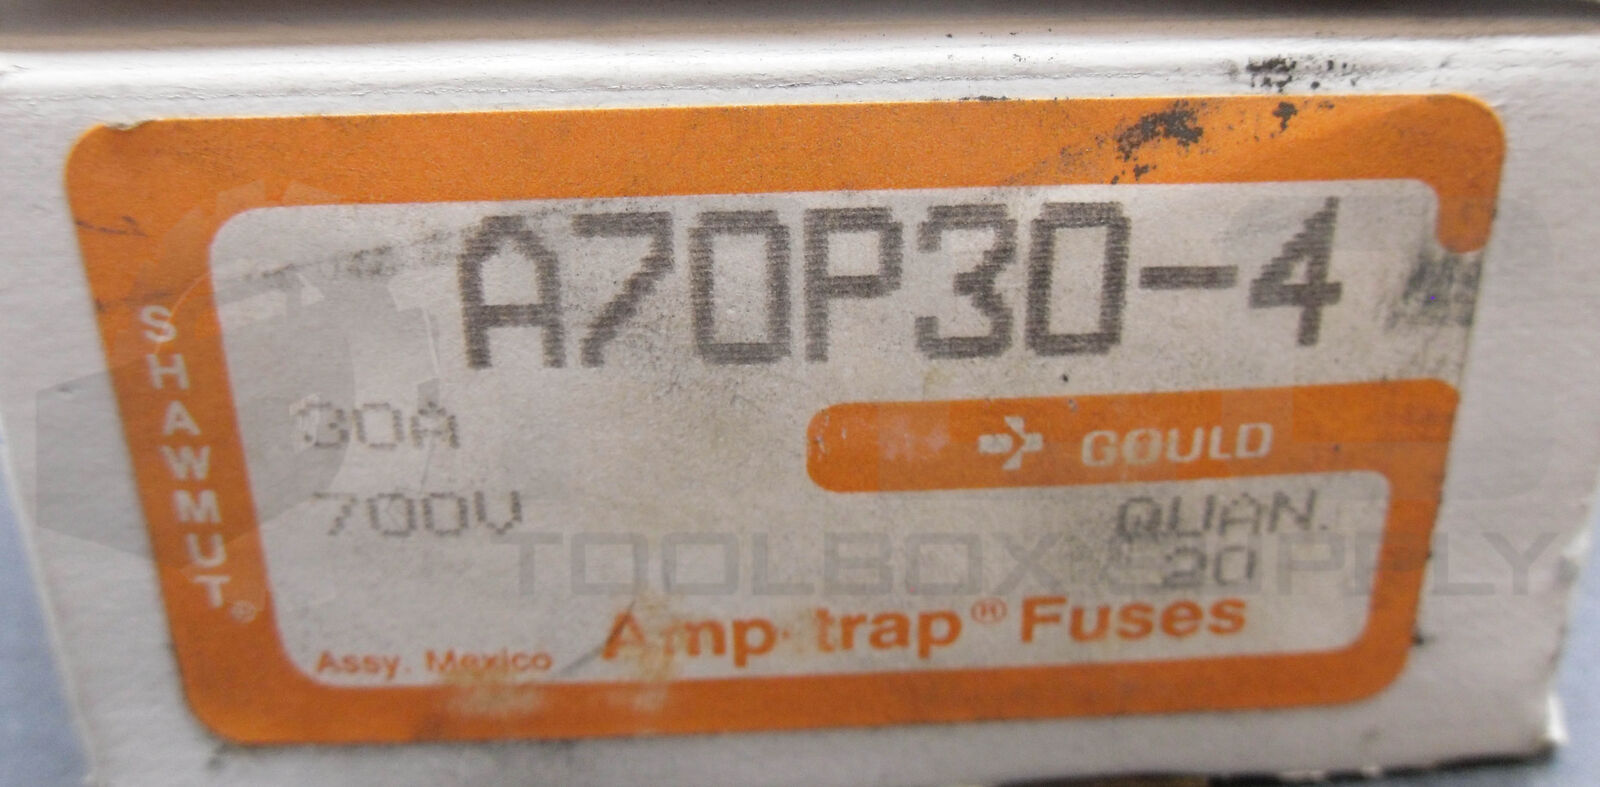 A70P30-4
SHAWMUT®
30A
GOULD
700V
QUAN.
20
TOOLBOX SUPPLY
Amp-trap® Fuses
Assy. Mexico